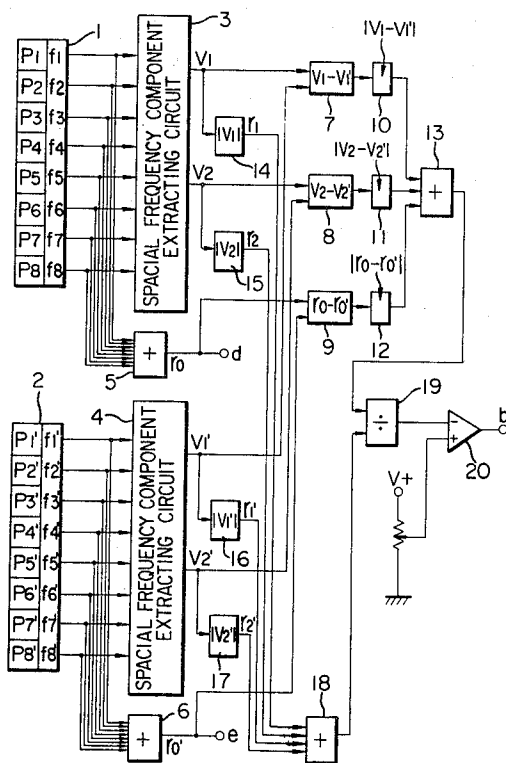 1
P1 f1
P2 f2
P3 f3
P4 f4
P5 f5
P6 f6
P7 f7
P8 f8
3
SPACIAL FREQUENCY COMPONENT
EXTRACTING CIRCUIT
V1
|V1|
r1
14
V2
|V2|
r2
15
V1-V1'
7
|V1-V1'|
10
V2-V2'
8
|V2-V2'|
11
r0-r0'
9
|r0-r0'|
12
13
+
5
+
r0
d
2
P1' f1'
P2' f2'
P3' f3'
P4' f4'
P5' f5'
P6' f6'
P7' f7'
P8' f8'
4
SPACIAL FREQUENCY COMPONENT
EXTRACTING CIRCUIT
V1'
|V1'|
r1'
16
V2'
|V2'|
r2'
17
6
+
r0'
e
18
+
19
÷
-
+
20
b
V+